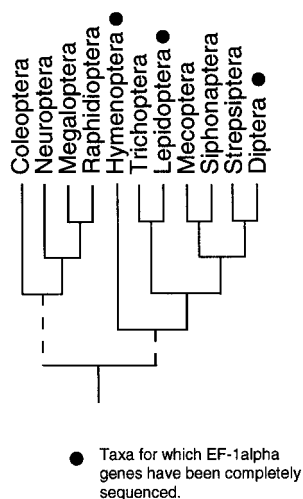 Coleoptera
Neuroptera
Megaloptera
Raphidioptera
Hymenoptera
Trichoptera
Lepidoptera
Mecoptera
Siphonaptera
Strepsiptera
Diptera
Taxa for which EF-1alpha
genes have been completely
sequenced.